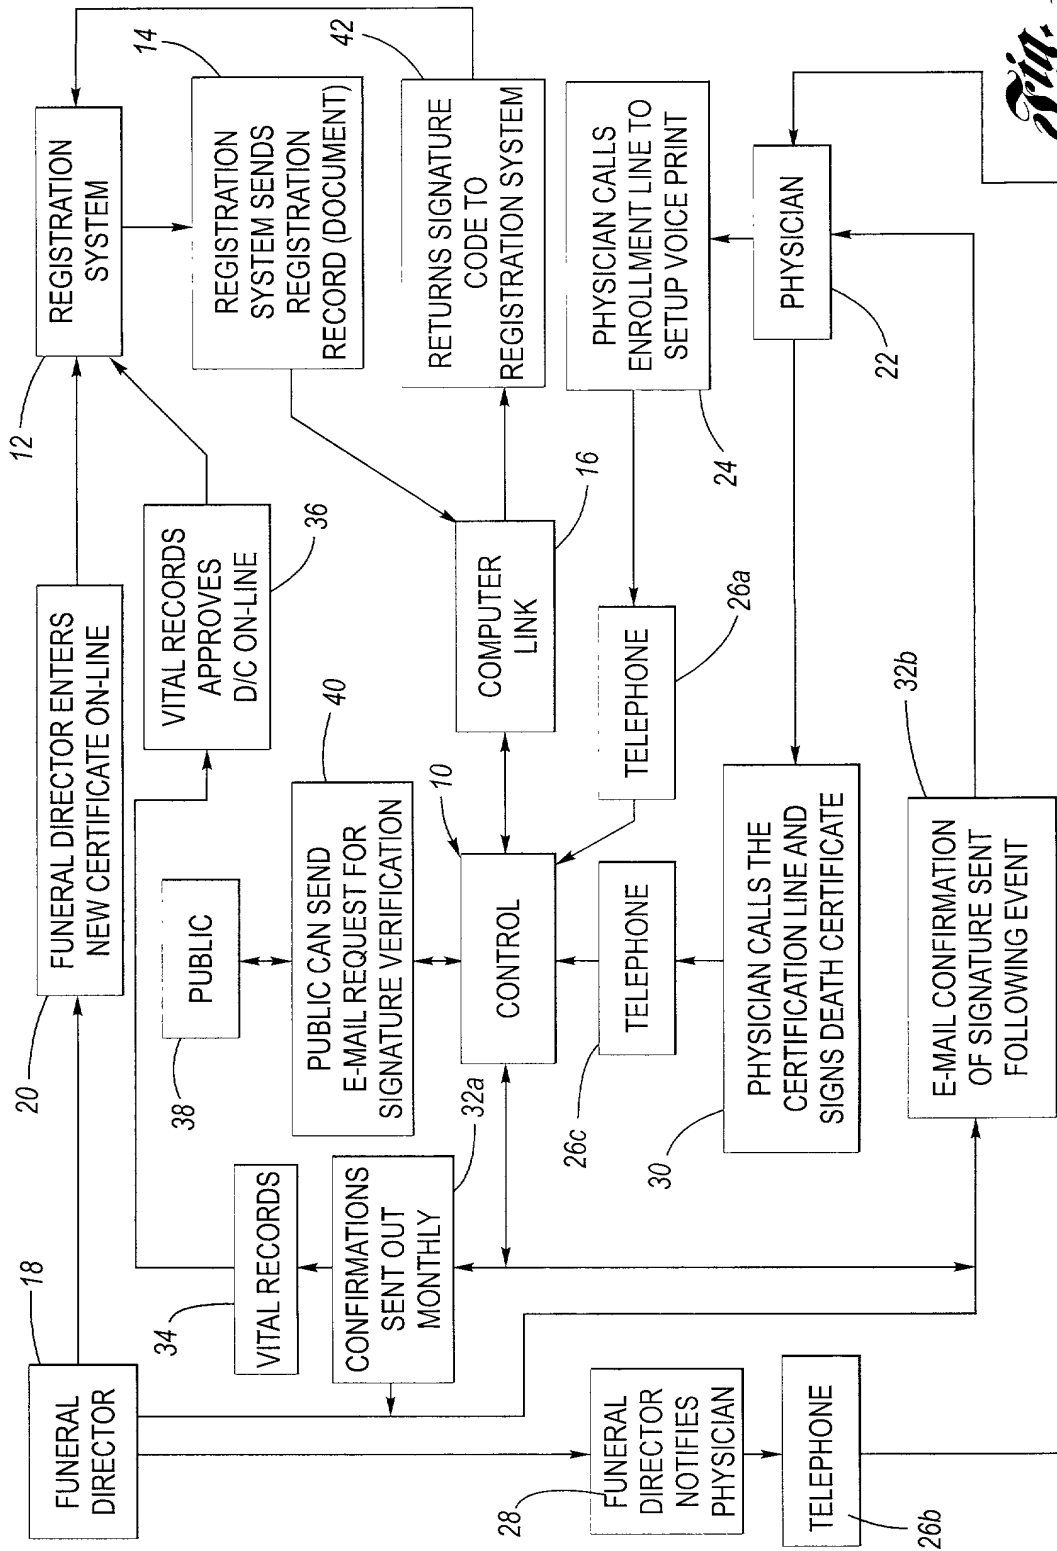 18
FUNERAL
DIRECTOR
20
FUNERAL DIRECTOR ENTERS
NEW CERTIFICATE ON-LINE
12
REGISTRATION
SYSTEM
34
VITAL RECORDS
38
PUBLIC
VITAL RECORDS
APPROVES
D/C ON-LINE
36
14
REGISTRATION
SYSTEM SENDS
REGISTRATION
RECORD (DOCUMENT)
CONFIRMATIONS
SENT OUT
MONTHLY
32a
PUBLIC CAN SEND
E-MAIL REQUEST FOR
SIGNATURE VERIFICATION
40
42
RETURNS SIGNATURE
CODE TO
REGISTRATION SYSTEM
CONTROL
10
COMPUTER
LINK
16
28
FUNERAL
DIRECTOR
NOTIFIES
PHYSICIAN
26c
TELEPHONE
TELEPHONE
26a
PHYSICIAN CALLS
ENROLLMENT LINE TO
SETUP VOICE PRINT
24
TELEPHONE
26b
30
PHYSICIAN CALLS THE
CERTIFICATION LINE AND
SIGNS DEATH CERTIFICATE
PHYSICIAN
22
E-MAIL CONFIRMATION
OF SIGNATURE SENT
FOLLOWING EVENT
32b
Fig.